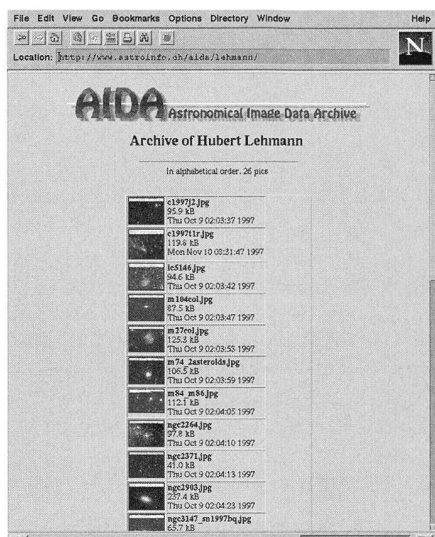 File Edit View Go Bookmarks Options Directory Window Help
N
Location: http://www.astroinfo.ch/aida/lehmann/
AIDA Astronomical Image Data Archive
Archive of Hubert Lehmann
In alphabetical order, 26 pics
c1997j2.jpg
95.9 kB
Thu Oct 9 02:03:37 1997
c1997t1r.jpg
119.8 kB
Mon Nov 10 08:31:47 1997
ic5146.jpg
94.6 kB
Thu Oct 9 02:03:42 1997
m104col.jpg
87.5 kB
Thu Oct 9 02:03:47 1997
m27col.jpg
125.3 kB
Thu Oct 9 02:03:53 1997
m74_2asteroids.jpg
106.5 kB
Thu Oct 9 02:03:59 1997
m84_m86.jpg
112.1 kB
Thu Oct 9 02:04:05 1997
ngc2264.jpg
97.8 kB
Thu Oct 9 02:04:10 1997
ngc2371.jpg
41.0 kB
Thu Oct 9 02:04:13 1997
ngc2903.jpg
237.4 kB
Thu Oct 9 02:04:23 1997
ngc3147_sn1997bq.jpg
65.7 kB